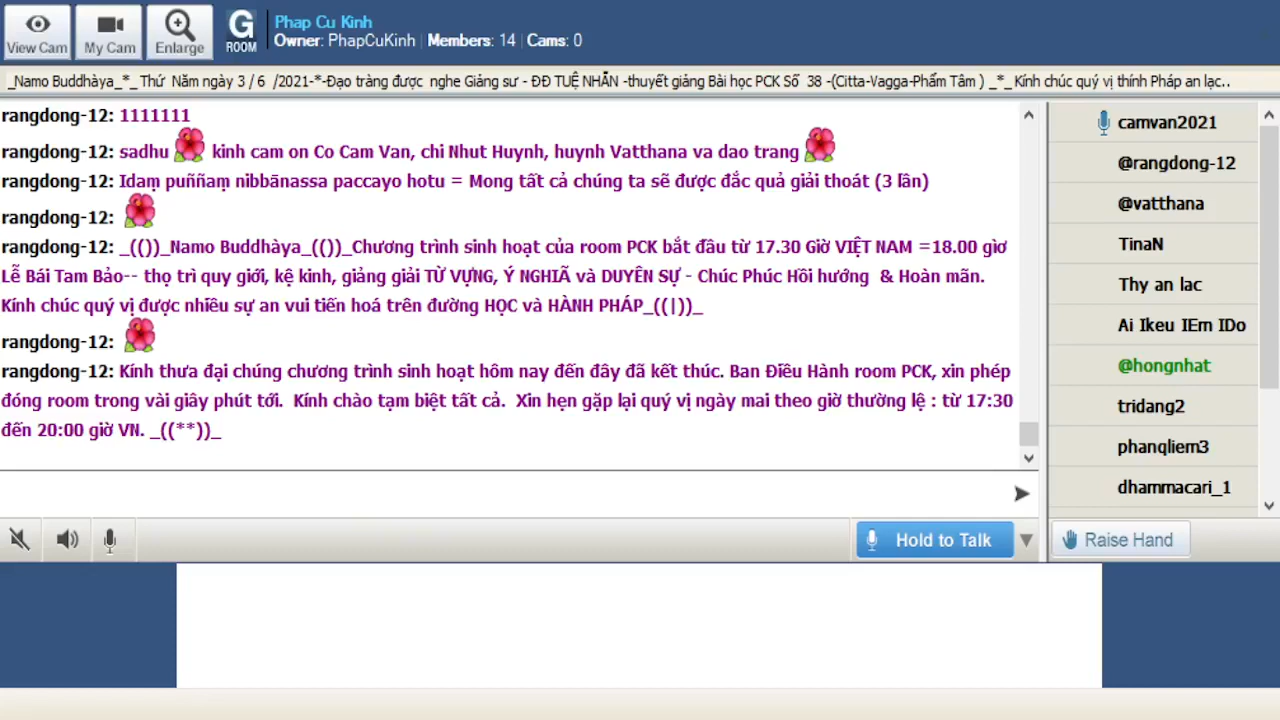 View Cam
My Cam
Enlarge
G
ROOM
Phap Cu Kinh
Owner: PhapCuKinh | Members: 14 | Cams: 0
_Namo Buddhàya_*_Thứ Năm ngày 3 / 6 /2021-*-Đạo tràng được nghe Giảng sư - ĐĐ TUỆ NHẪN -thuyết giảng Bài học PCK Số 38 -(Citta-Vagga-Phẩm Tâm ) _*_Kính chúc quý vị thính Pháp an lạc..
rangdong-12: 1111111
rangdong-12: sadhu kinh cam on Co Cam Van, chi Nhut Huynh, huynh Vatthana va dao trang
rangdong-12: Idaṃ puññaṃ nibbānassa paccayo hotu = Mong tất cả chúng ta sẽ được đắc quả giải thoát (3 lần)
rangdong-12:
rangdong-12: _(())_Namo Buddhàya_(())_Chương trình sinh hoạt của room PCK bắt đầu từ 17.30 Giờ VIỆT NAM =18.00 giờ
Lễ Bái Tam Bảo-- thọ trì quy giới, kệ kinh, giảng giải TỪ VỰNG, Ý NGHIÃ và DUYÊN SỰ - Chúc Phúc Hồi hướng & Hoàn mãn.
Kính chúc quý vị được nhiều sự an vui tiến hoá trên đường HỌC và HÀNH PHÁP_((|))_
rangdong-12:
rangdong-12: Kính thưa đại chúng chương trình sinh hoạt hôm nay đến đây đã kết thúc. Ban Điều Hành room PCK, xin phép
đóng room trong vài giây phút tới. Kính chào tạm biệt tất cả. Xin hẹn gặp lại quý vị ngày mai theo giờ thường lệ : từ 17:30
đến 20:00 giờ VN. _((**))_
camvan2021
@rangdong-12
@vatthana
TinaN
Thy an lac
Ai Ikeu IEm IDo
@hongnhat
tridang2
phanqliem3
dhammacari_1
Hold to Talk
Raise Hand